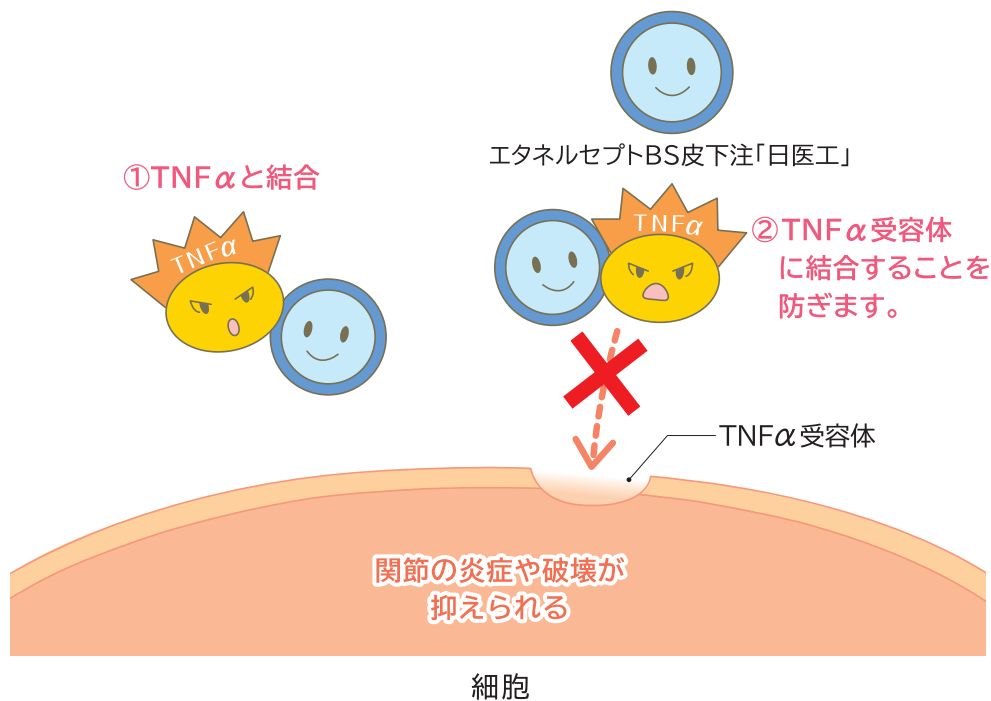 エタネルセプトBS皮下注「日医工」
①TNFαと結合
TNFα
TNFα
②TNFα受容体
に結合することを
防ぎます。
TNFα受容体
関節の炎症や破壊が
抑えられる
細胞